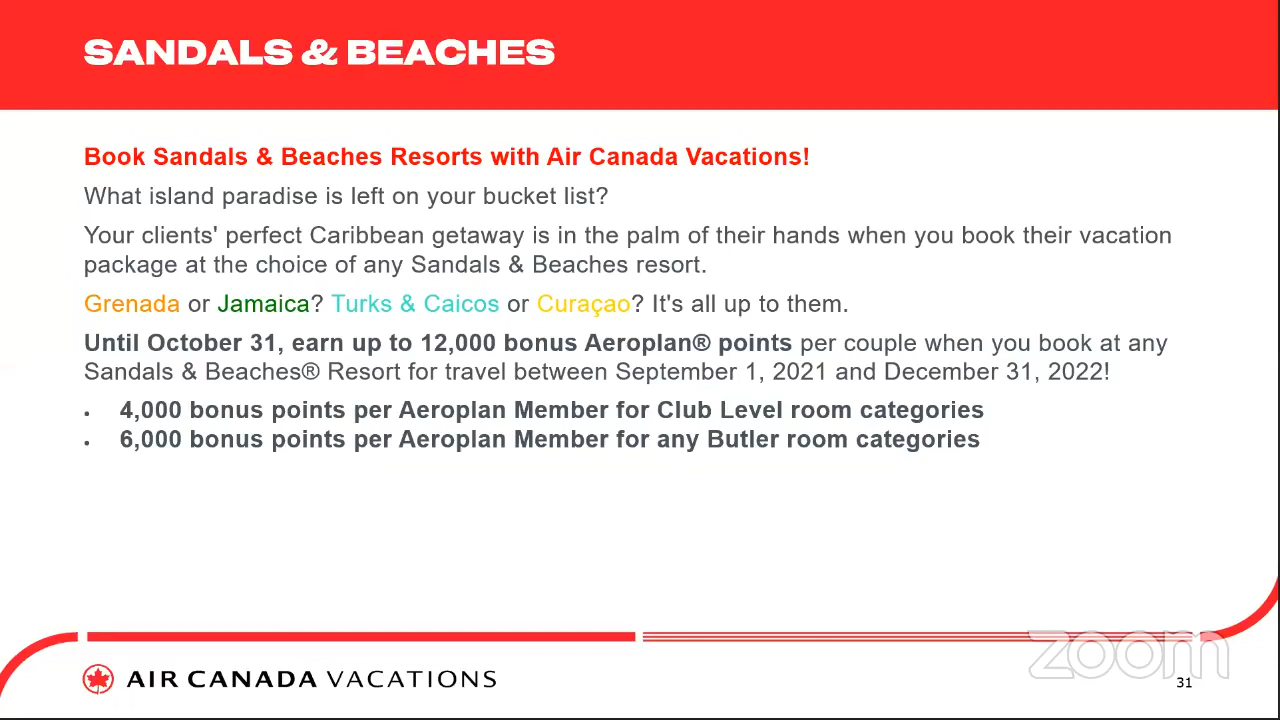 SANDALS & BEACHES
Book Sandals & Beaches Resorts with Air Canada Vacations!
What island paradise is left on your bucket list?
Your clients' perfect Caribbean getaway is in the palm of their hands when you book their vacation
package at the choice of any Sandals & Beaches resort.
Grenada or Jamaica? Turks & Caicos or Curaçao? It's all up to them.
Until October 31, earn up to 12,000 bonus Aeroplan® points per couple when you book at any
Sandals & Beaches® Resort for travel between September 1, 2021 and December 31, 2022!
• 4,000 bonus points per Aeroplan Member for Club Level room categories
• 6,000 bonus points per Aeroplan Member for any Butler room categories
AIR CANADA VACATIONS
zoom
31